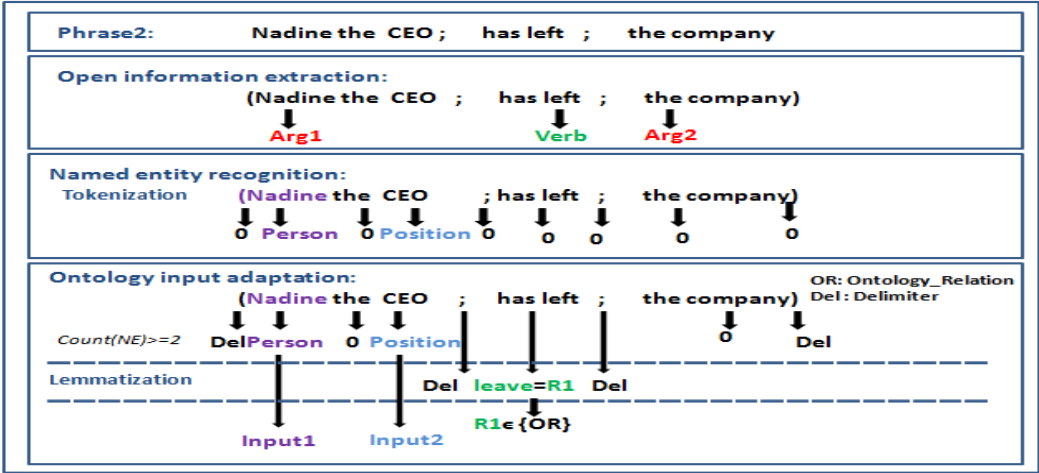 Phrase2: Nadine the CEO ; has left ; the company
Open information extraction:
(Nadine the CEO ; has left ; the company)
Arg1 Verb Arg2
Named entity recognition:
Tokenization (Nadine the CEO ; has left ; the company)
0 Person 0 Position 0 0 0 0 0
Ontology input adaptation:
OR: Ontology_Relation
(Nadine the CEO ; has left ; the company) Del : Delimiter
Count(NE)>=2 Del Person 0 Position 0 Del
Lemmatization Del leave=R1 Del
R1ϵ {OR}
Input1 Input2